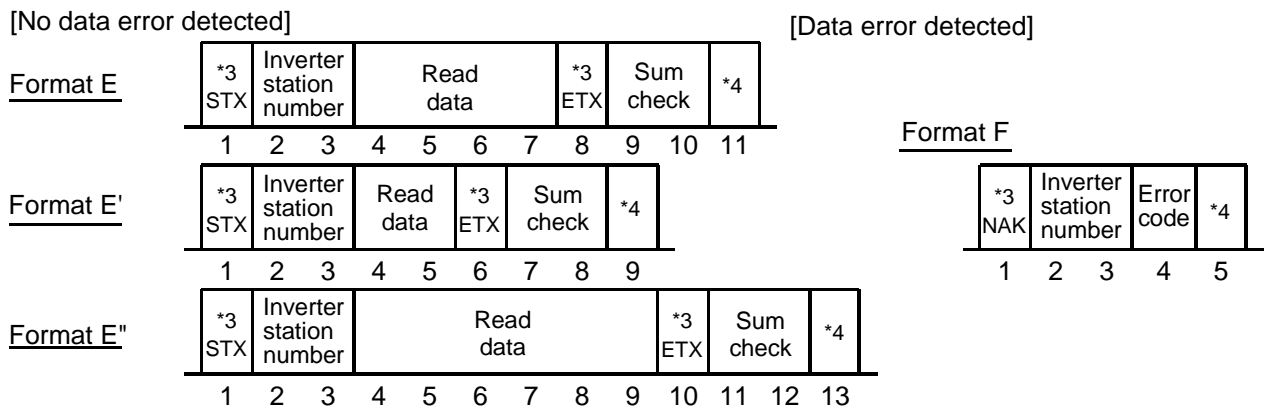 [No data error detected]
[Data error detected]
Format E
*3 STX
Inverter station number
Read data
*3 ETX
Sum check
*4
1 2 3 4 5 6 7 8 9 10 11
Format E'
*3 STX
Inverter station number
Read data
*3 ETX
Sum check
*4
1 2 3 4 5 6 7 8 9
Format E"
*3 STX
Inverter station number
Read data
*3 ETX
Sum check
*4
1 2 3 4 5 6 7 8 9 10 11 12 13
Format F
*3 NAK
Inverter station number
Error code
*4
1 2 3 4 5